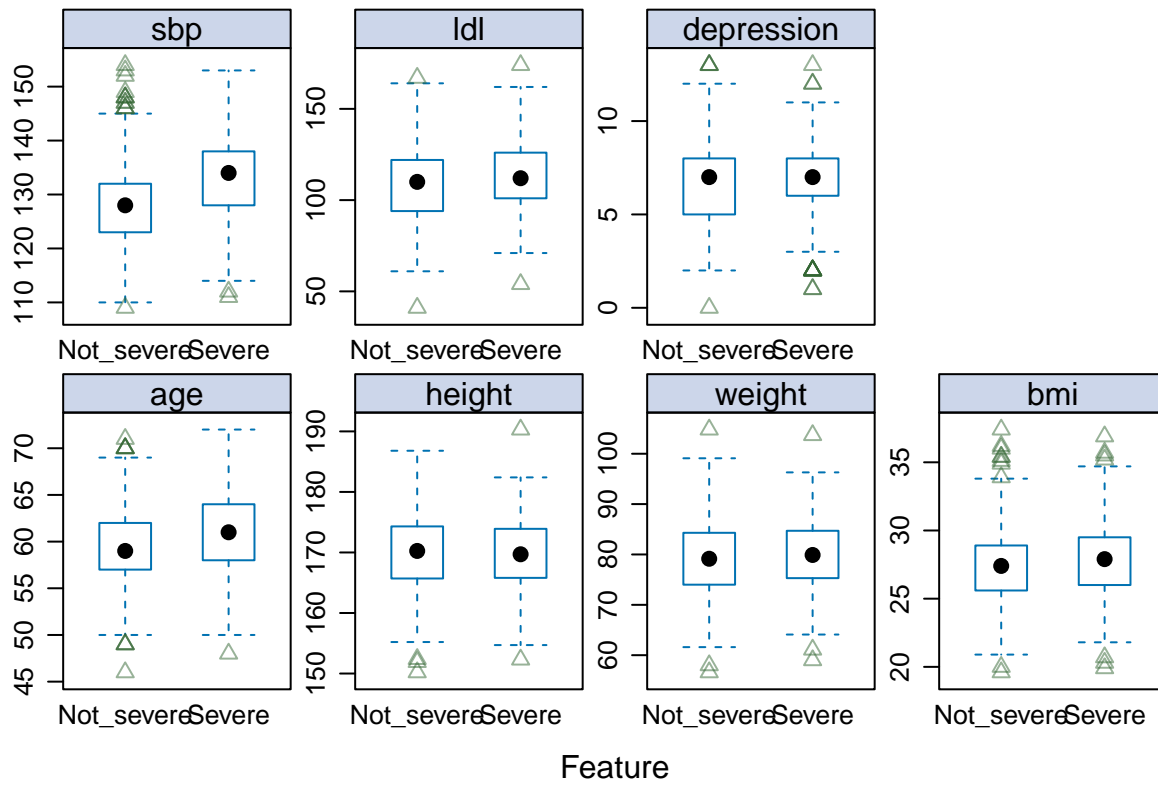 sbp
ldl
depression
110 120 130 140 150
50 100 150
0 5 10
Not_severe Severe
Not_severe Severe
Not_severe Severe
age
height
weight
bmi
45 50 55 60 65 70
150 160 170 180 190
60 70 80 90 100
20 25 30 35
Not_severe Severe
Not_severe Severe
Not_severe Severe
Not_severe Severe
Feature